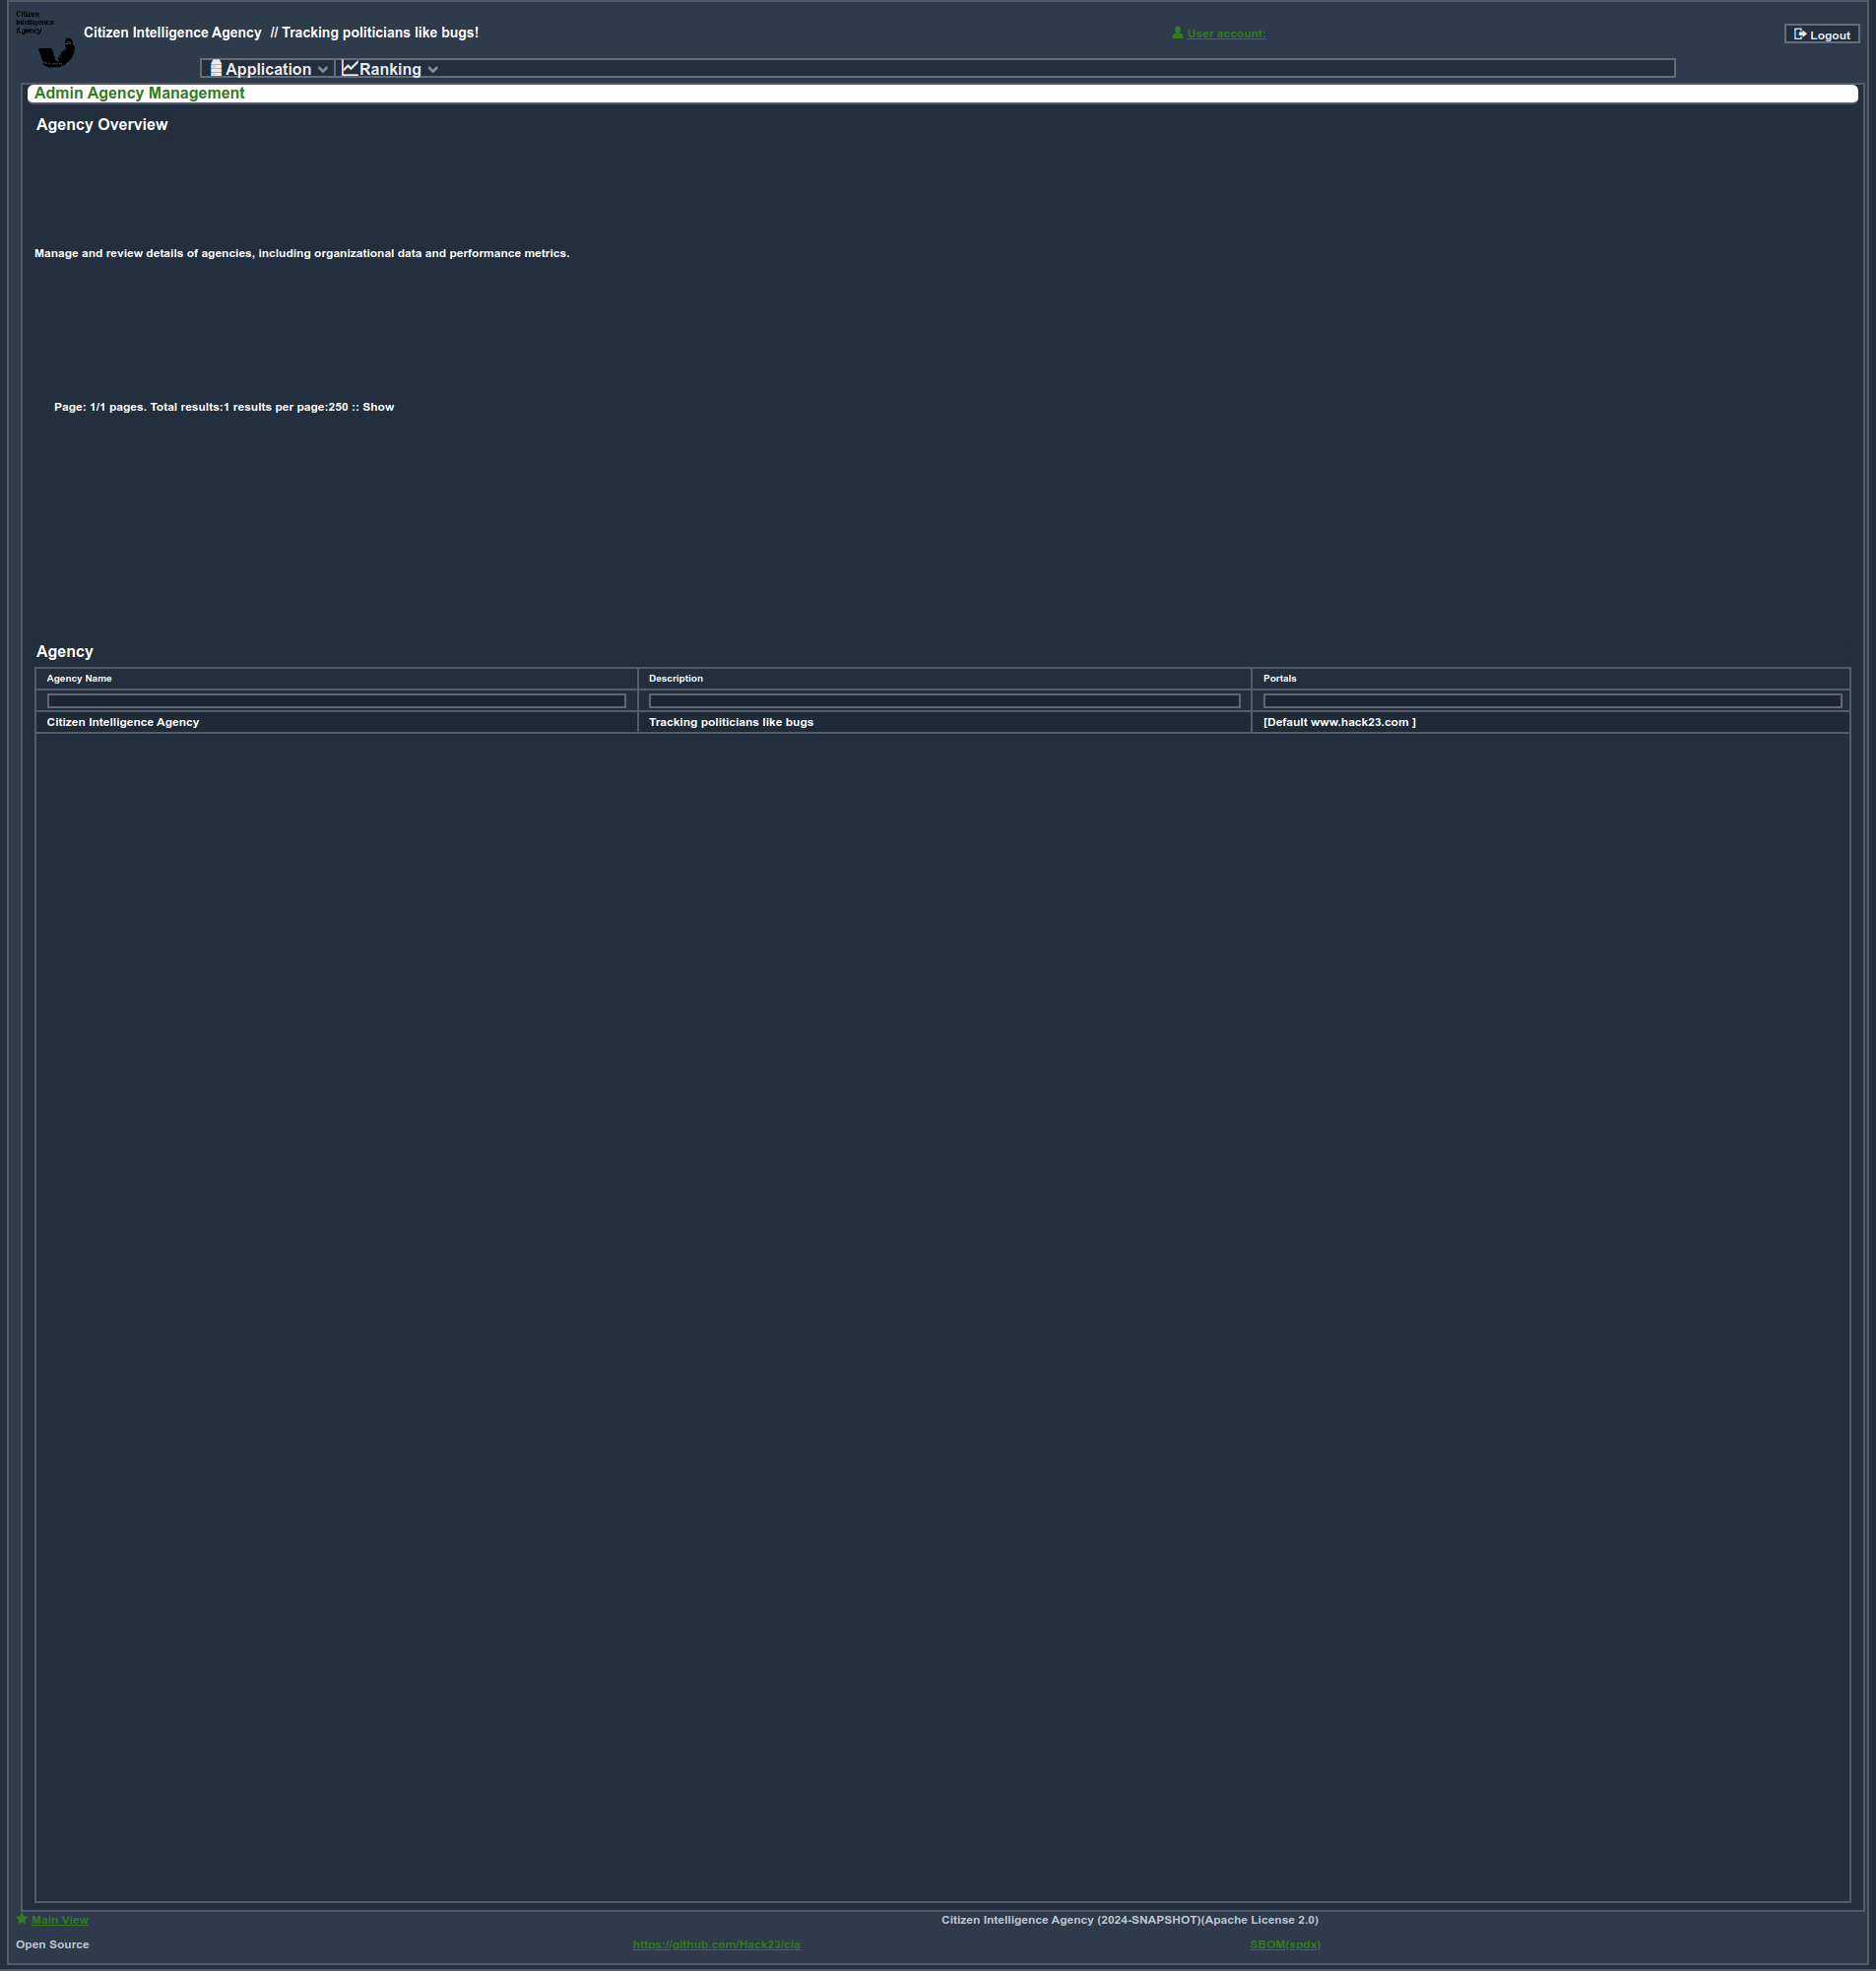 Citizen
Intelligence
Agency
Citizen Intelligence Agency // Tracking politicians like bugs!
User account:
Logout
Application
Ranking
Admin Agency Management
Agency Overview
Manage and review details of agencies, including organizational data and performance metrics.
Page: 1/1 pages. Total results:1 results per page:250 :: Show
Agency
Agency Name Description Portals
Citizen Intelligence Agency Tracking politicians like bugs [Default www.hack23.com ]
Main View
Citizen Intelligence Agency (2024-SNAPSHOT)(Apache License 2.0)
Open Source
https://github.com/Hack23/cia
SBOM(spdx)